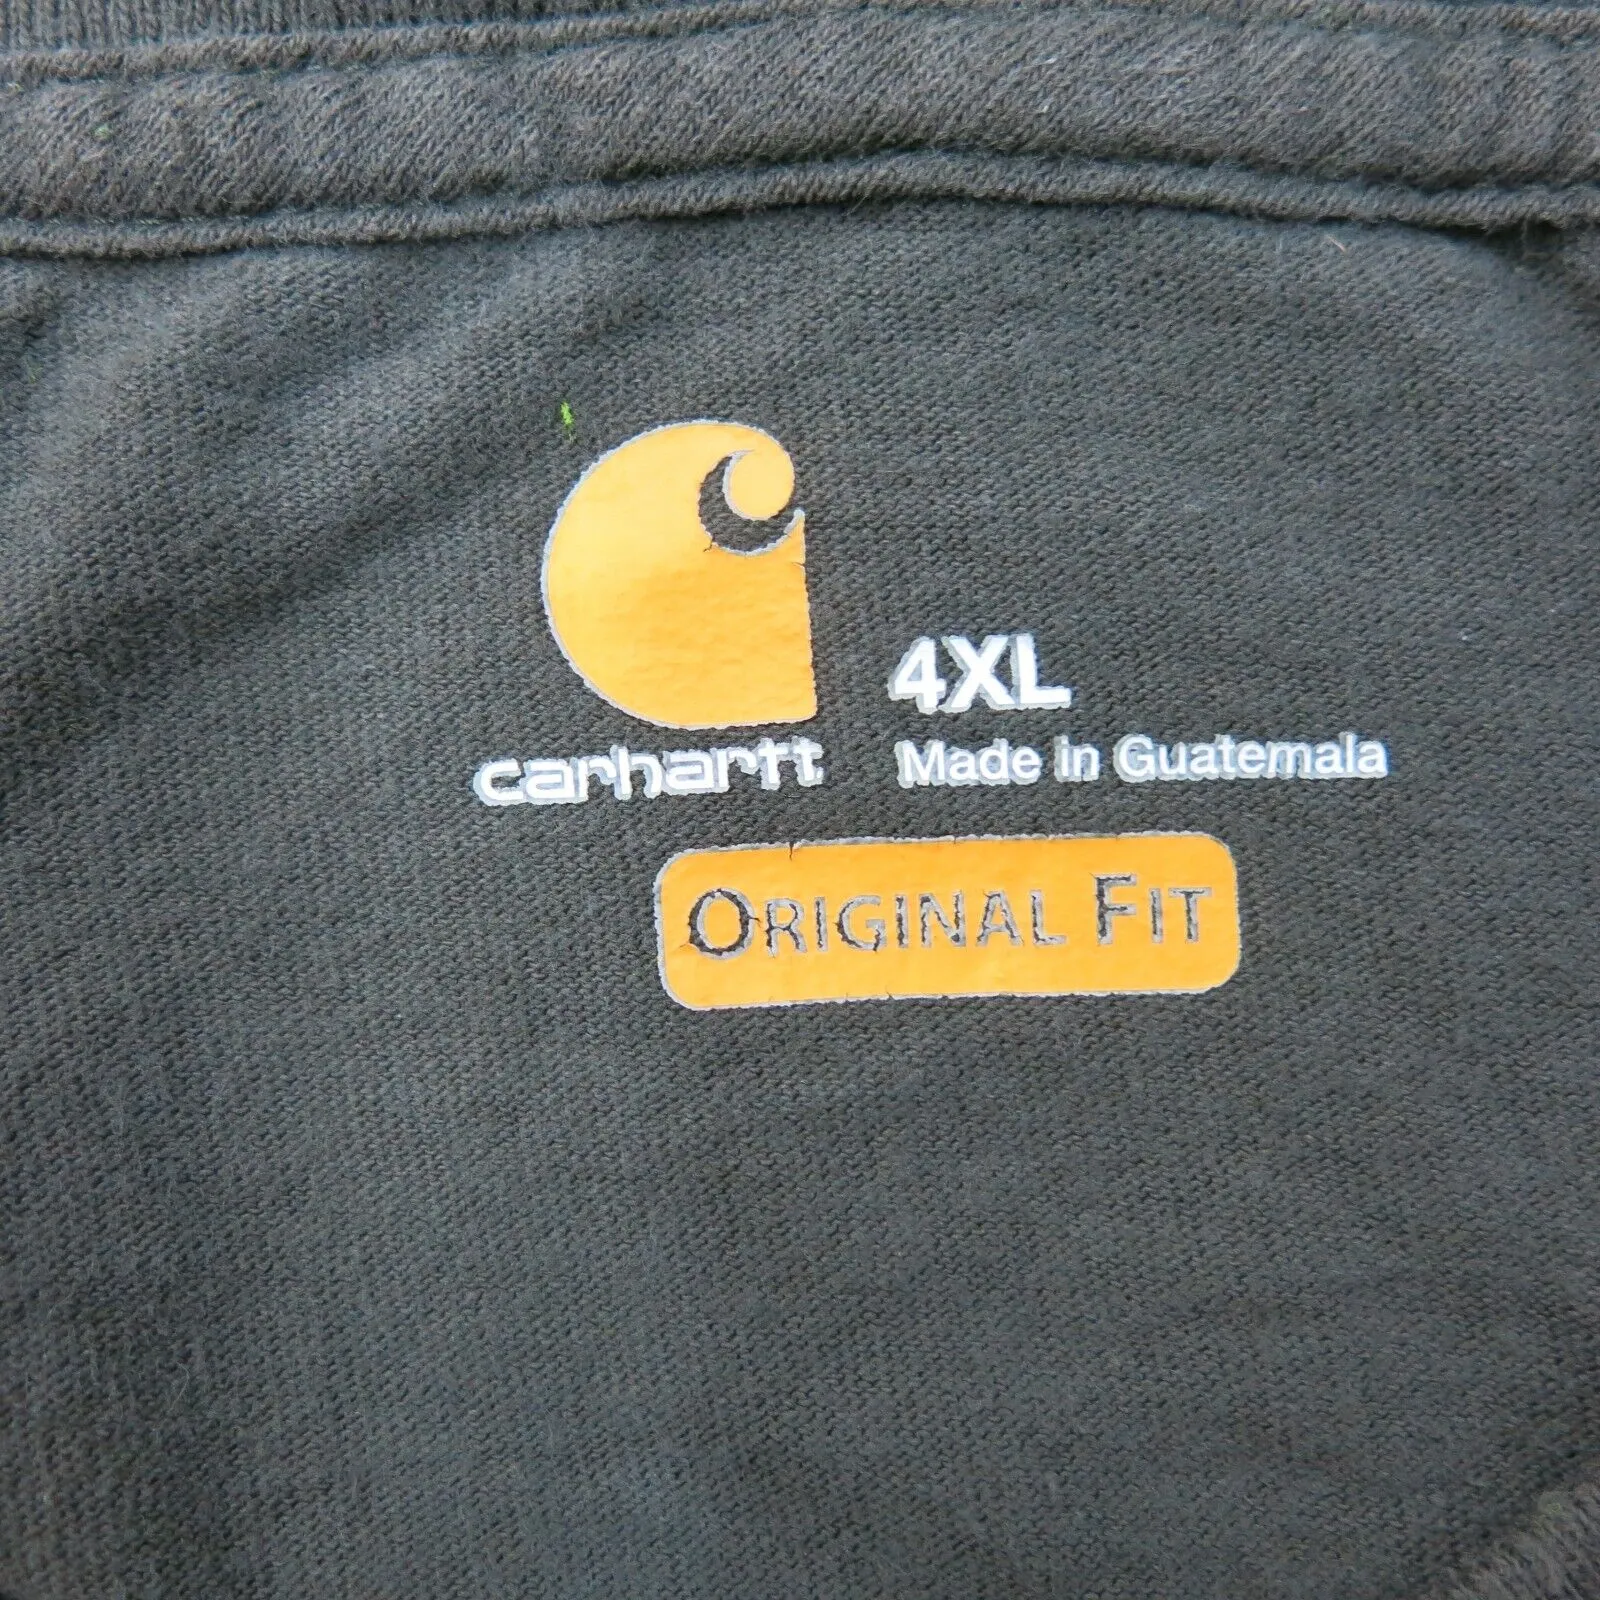 4XL
carhartt
Made in Guatemala
ORIGINAL FIT